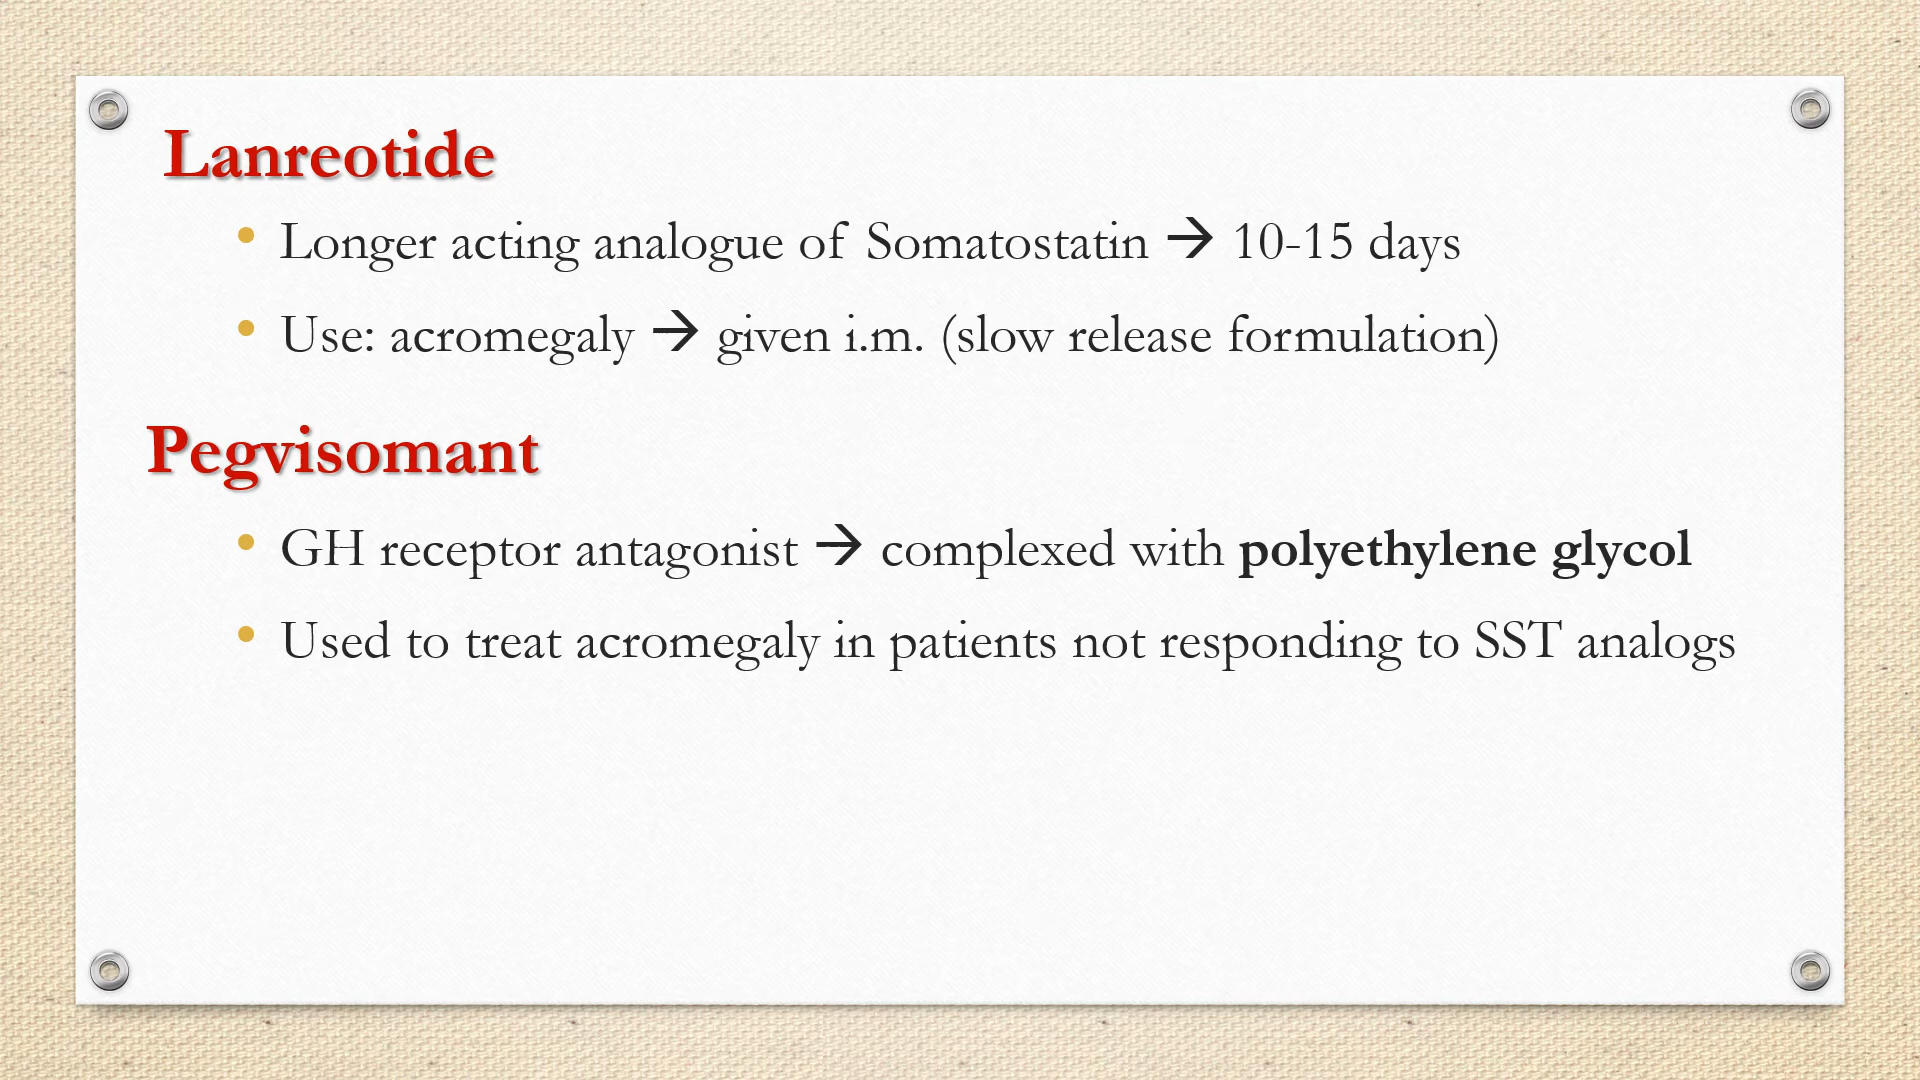 Lanreotide
• Longer acting analogue of Somatostatin → 10-15 days
• Use: acromegaly → given i.m. (slow release formulation)
Pegvisomant
• GH receptor antagonist → complexed with polyethylene glycol
• Used to treat acromegaly in patients not responding to SST analogs